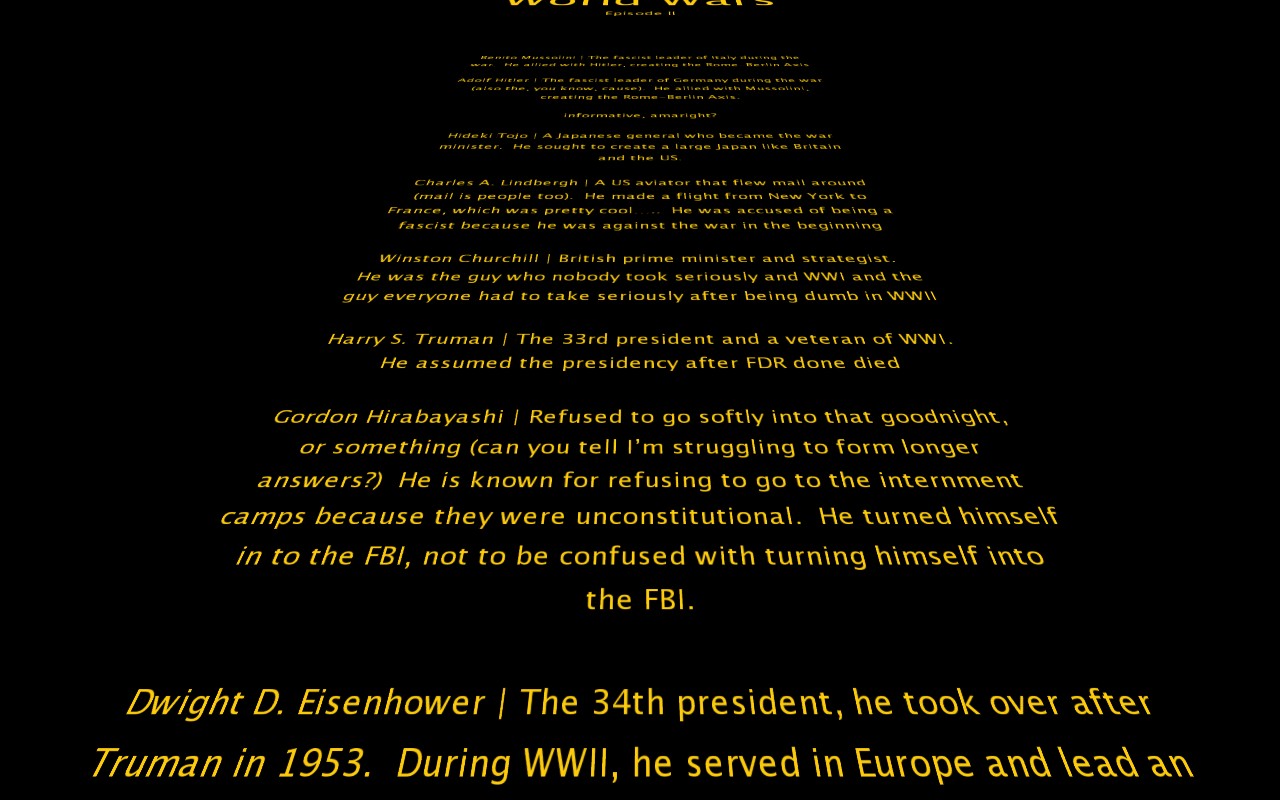 World Wars
Episode II
Benito Mussolini | The fascist leader of Italy during the
war.  He allied with Hitler, creating the Rome-Berlin Axis
Adolf Hitler | The fascist leader of Germany during the war
(also the, you know, cause).  He allied with Mussolini,
creating the Rome-Berlin Axis.
informative, amaright?
Hideki Tojo | A Japanese general who became the war
minister.  He sought to create a large Japan like Britain
and the US.
Charles A. Lindbergh | A US aviator that flew mail around
(mail is people too).  He made a flight from New York to
France, which was pretty cool.....  He was accused of being a
fascist because he was against the war in the beginning
Winston Churchill | British prime minister and strategist.
He was the guy who nobody took seriously and WWI and the
guy everyone had to take seriously after being dumb in WWII
Harry S. Truman | The 33rd president and a veteran of WWI.
He assumed the presidency after FDR done died
Gordon Hirabayashi | Refused to go softly into that goodnight,
or something (can you tell I'm struggling to form longer
answers?)  He is known for refusing to go to the internment
camps because they were unconstitutional.  He turned himself
in to the FBI, not to be confused with turning himself into
the FBI.
Dwight D. Eisenhower | The 34th president, he took over after
Truman in 1953.  During WWII, he served in Europe and lead an